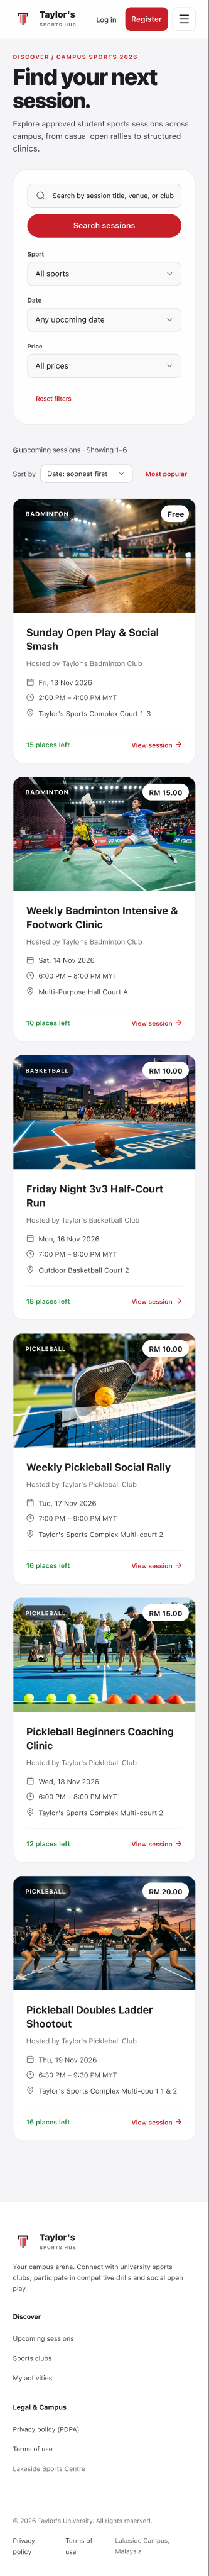 Taylor's
SPORTS HUB
Log in
Register
DISCOVER / CAMPUS SPORTS 2026
Find your next
session.
Explore approved student sports sessions across
campus, from casual open rallies to structured
clinics.
Search by session title, venue, or club
Search sessions
Sport
All sports
Date
Any upcoming date
Price
All prices
Reset filters
6 upcoming sessions · Showing 1–6
Sort by
Date: soonest first
Most popular
BADMINTON
Free
Sunday Open Play & Social
Smash
Hosted by Taylor's Badminton Club
Fri, 13 Nov 2026
2:00 PM – 4:00 PM MYT
Taylor's Sports Complex Court 1-3
15 places left
View session →
BADMINTON
RM 15.00
Weekly Badminton Intensive &
Footwork Clinic
Hosted by Taylor's Badminton Club
Sat, 14 Nov 2026
6:00 PM – 8:00 PM MYT
Multi-Purpose Hall Court A
10 places left
View session →
BASKETBALL
RM 10.00
Friday Night 3v3 Half-Court
Run
Hosted by Taylor's Basketball Club
Mon, 16 Nov 2026
7:00 PM – 9:00 PM MYT
Outdoor Basketball Court 2
18 places left
View session →
PICKLEBALL
RM 10.00
Weekly Pickleball Social Rally
Hosted by Taylor's Pickleball Club
Tue, 17 Nov 2026
7:00 PM – 9:00 PM MYT
Taylor's Sports Complex Multi-court 2
16 places left
View session →
PICKLEBALL
RM 15.00
Pickleball Beginners Coaching
Clinic
Hosted by Taylor's Pickleball Club
Wed, 18 Nov 2026
6:00 PM – 8:00 PM MYT
Taylor's Sports Complex Multi-court 2
12 places left
View session →
PICKLEBALL
RM 20.00
Pickleball Doubles Ladder
Shootout
Hosted by Taylor's Pickleball Club
Thu, 19 Nov 2026
6:30 PM – 9:30 PM MYT
Taylor's Sports Complex Multi-court 1 & 2
16 places left
View session →
Taylor's
SPORTS HUB
Your campus arena. Connect with university sports
clubs, participate in competitive drills and social open
play.
Discover
Upcoming sessions
Sports clubs
My activities
Legal & Campus
Privacy policy (PDPA)
Terms of use
Lakeside Sports Centre
© 2026 Taylor's University. All rights reserved.
Privacy
policy
Terms of
use
Lakeside Campus,
Malaysia